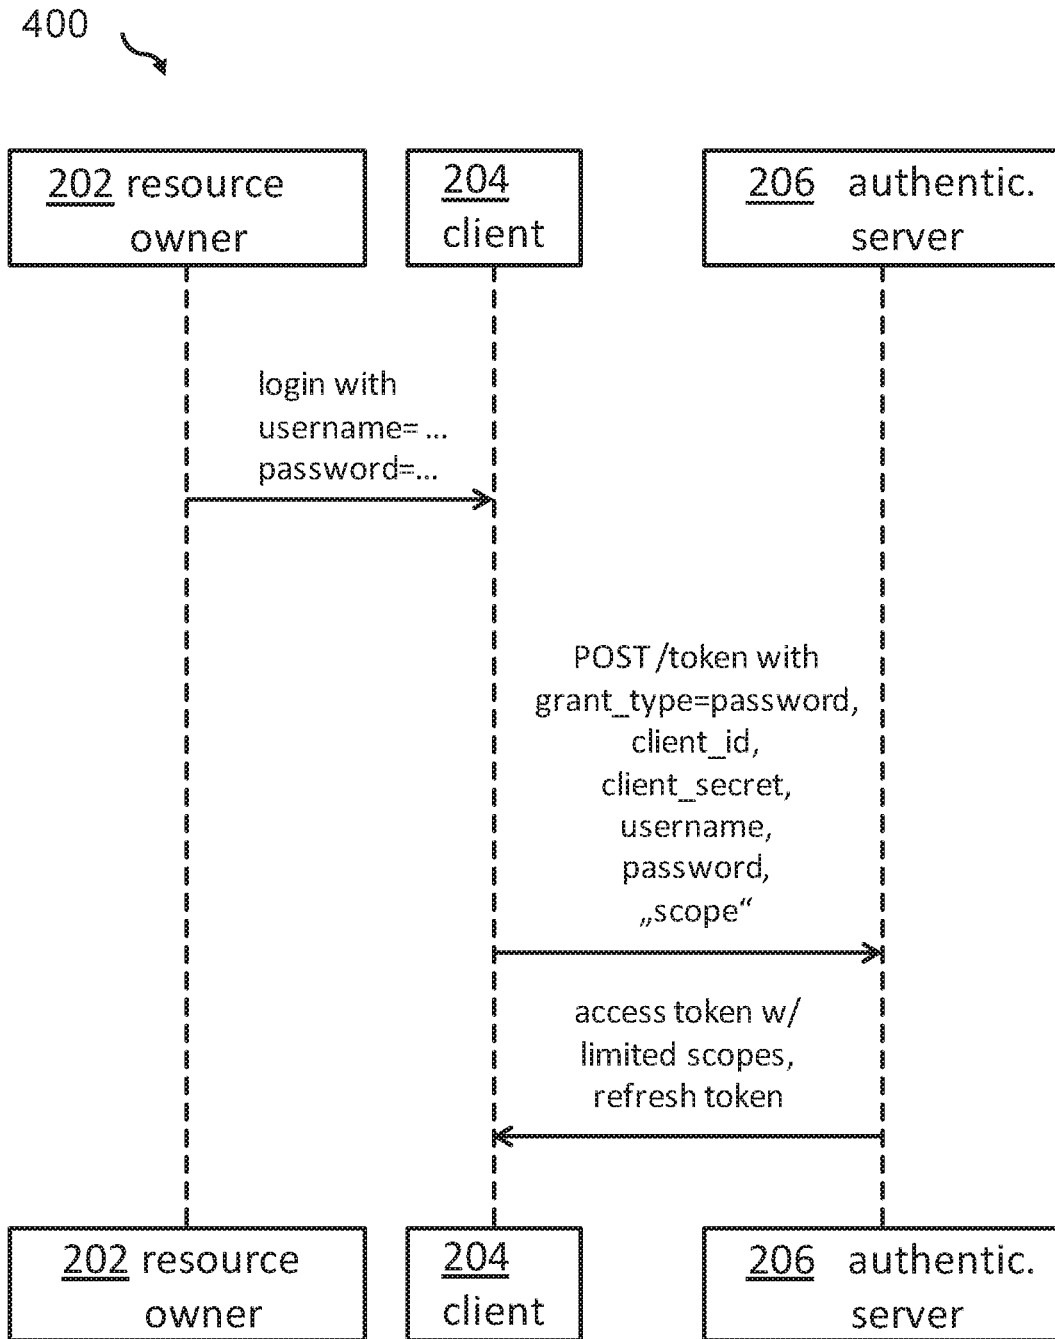 400
202 resource
owner
204
client
206 authentic.
server
login with
username= ...
password=...
POST /token with
grant_type=password,
client_id,
client_secret,
username,
password,
„scope“
access token w/
limited scopes,
refresh token
202 resource
owner
204
client
206 authentic.
server